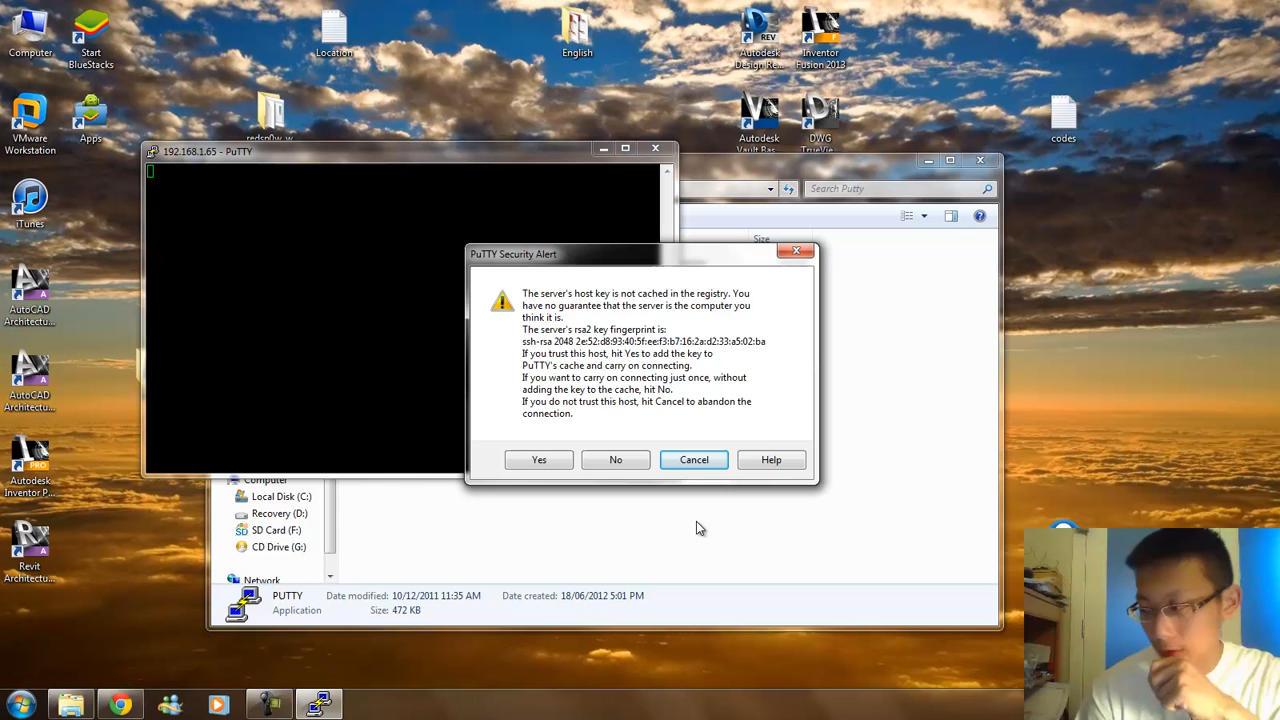 Computer
Start
BlueStacks
Location
English
Autodesk
Design Re...
Inventor
Fusion 2013
VMware
Workstation
Apps
redsn0w_w
Autodesk
Vault Bas
DWG
TrueVie
codes
iTunes
AutoCAD
Architectu...
AutoCAD
Architectu...
Autodesk
Inventor P...
Revit
Architectu...
192.168.1.65 - PuTTY
Search Putty
Size
PuTTY Security Alert
The server's host key is not cached in the registry. You
have no guarantee that the server is the computer you
think it is.
The server's rsa2 key fingerprint is:
ssh-rsa 2048 2e:52:d8:93:40:5f:ee:f3:b7:16:2a:d2:33:a5:02:ba
If you trust this host, hit Yes to add the key to
PuTTY's cache and carry on connecting.
If you want to carry on connecting just once, without
adding the key to the cache, hit No.
If you do not trust this host, hit Cancel to abandon the
connection.
Yes No Cancel Help
Computer
Local Disk (C:)
Recovery (D:)
SD Card (F:)
CD Drive (G:)
Network
PUTTY Date modified: 10/12/2011 11:35 AM Date created: 18/06/2012 5:01 PM
Application Size: 472 KB